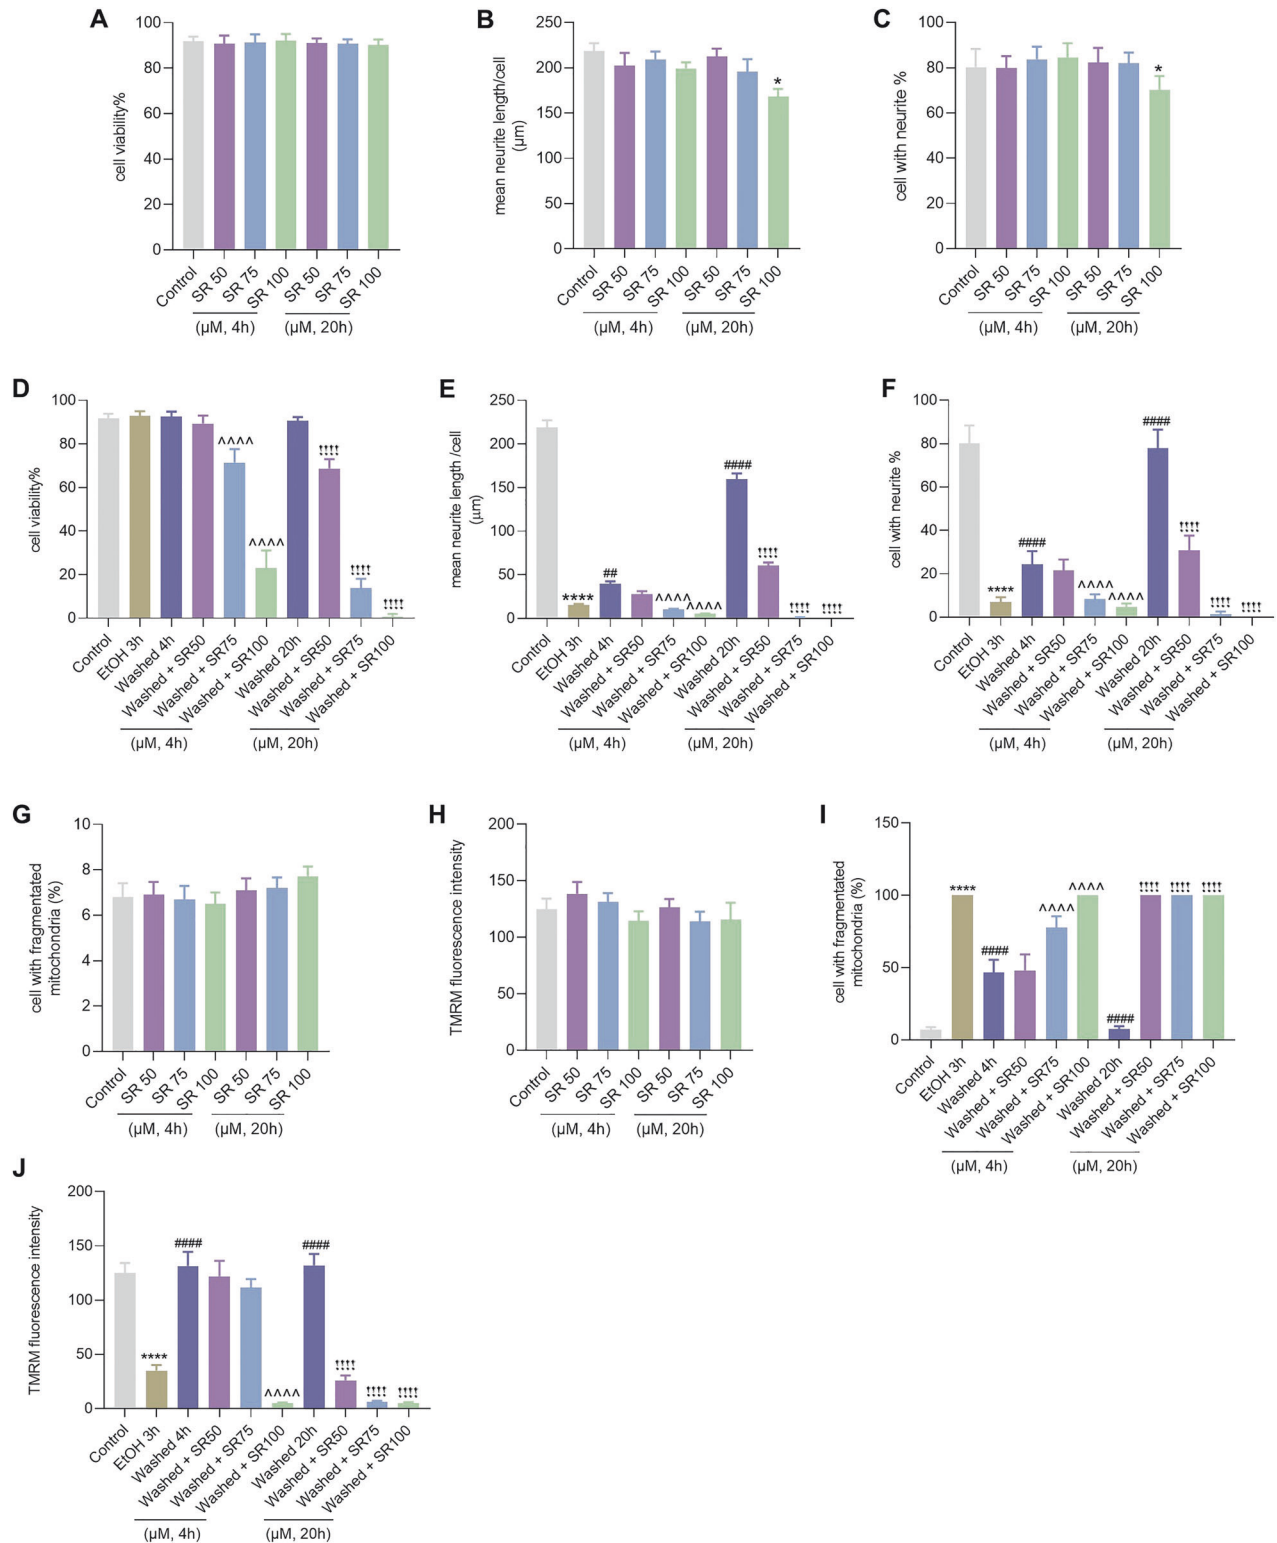 A
cell viability%
100
80
60
40
20
0
Control
SR 50
SR 75
SR 100
SR 50
SR 75
SR 100
(µM, 4h)
(µM, 20h)
B
mean neurite length/cell
(µm)
250
200
150
100
50
0
*
Control
SR 50
SR 75
SR 100
SR 50
SR 75
SR 100
(µM, 4h)
(µM, 20h)
C
cell with neurite %
100
80
60
40
20
0
*
Control
SR 50
SR 75
SR 100
SR 50
SR 75
SR 100
(µM, 4h)
(µM, 20h)
D
cell viability%
100
80
60
40
20
0
^^^^
^^^^
!!!!
!!!!
!!!!
Control
EtOH 3h
Washed 4h
Washed + SR50
Washed + SR75
Washed + SR100
Washed 20h
Washed + SR50
Washed + SR75
Washed + SR100
(µM, 4h)
(µM, 20h)
E
mean neurite length /cell
(µm)
250
200
150
100
50
0
****
##
^^^^
^^^^
####
!!!!
!!!!
!!!!
Control
EtOH 3h
Washed 4h
Washed + SR50
Washed + SR75
Washed + SR100
Washed 20h
Washed + SR50
Washed + SR75
Washed + SR100
(µM, 4h)
(µM, 20h)
F
cell with neurite %
100
80
60
40
20
0
****
####
^^^^
^^^^
####
!!!!
!!!!
!!!!
Control
EtOH 3h
Washed 4h
Washed + SR50
Washed + SR75
Washed + SR100
Washed 20h
Washed + SR50
Washed + SR75
Washed + SR100
(µM, 4h)
(µM, 20h)
G
cell with fragmentated
mitochondria (%)
10
8
6
4
2
0
Control
SR 50
SR 75
SR 100
SR 50
SR 75
SR 100
(µM, 4h)
(µM, 20h)
H
TMRM fluorescence intensity
200
150
100
50
0
Control
SR 50
SR 75
SR 100
SR 50
SR 75
SR 100
(µM, 4h)
(µM, 20h)
I
cell with fragmentated
mitochondria (%)
150
100
50
0
****
####
^^^^
^^^^
####
!!!!
!!!!
!!!!
Control
EtOH 3h
Washed 4h
Washed + SR50
Washed + SR75
Washed + SR100
Washed 20h
Washed + SR50
Washed + SR75
Washed + SR100
(µM, 4h)
(µM, 20h)
J
TMRM fluorescence intensity
200
150
100
50
0
****
####
^^^^
####
!!!!
!!!!
!!!!
Control
EtOH 3h
Washed 4h
Washed + SR50
Washed + SR75
Washed + SR100
Washed 20h
Washed + SR50
Washed + SR75
Washed + SR100
(µM, 4h)
(µM, 20h)